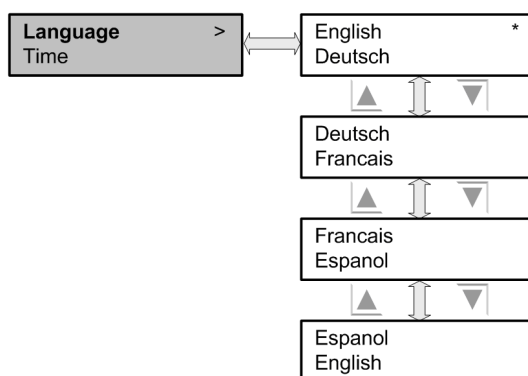 Language >
Time
English *
Deutsch
Deutsch
Francais
Francais
Espanol
Espanol
English